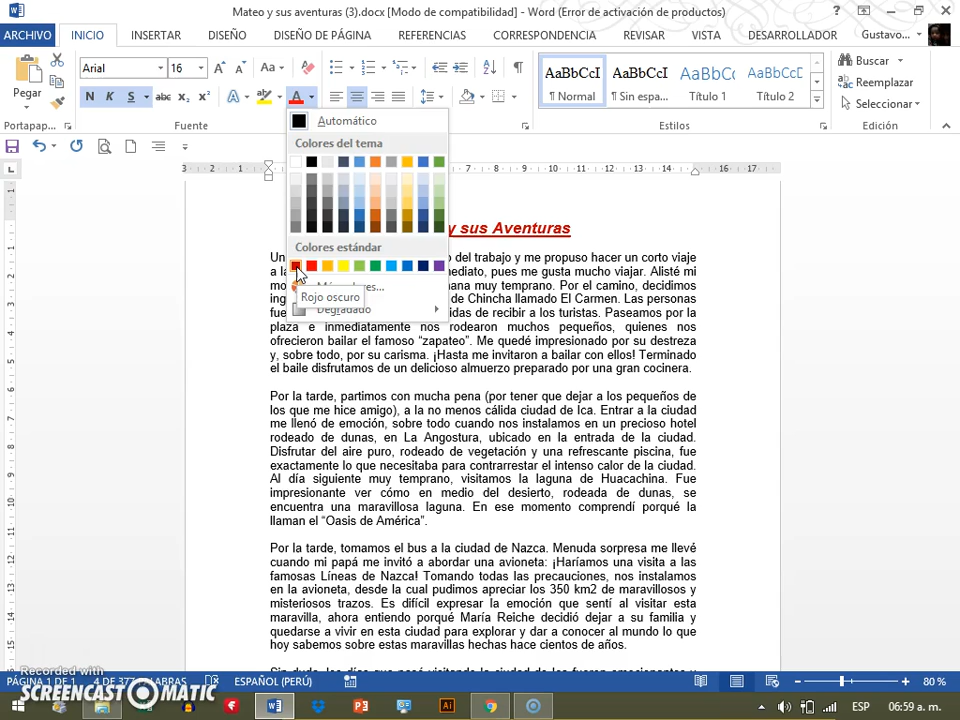 Mateo y sus aventuras (3).docx [Modo de compatibilidad] - Word (Error de activación de productos)
ARCHIVO INICIO INSERTAR DISEÑO DISEÑO DE PÁGINA REFERENCIAS CORRESPONDENCIA REVISAR VISTA DESARROLLADOR Gustavo...
Pegar
Arial 16
N K S abc x₂ x²
AaBbCcI AaBbCcI AaBbCcI AaBbCcI
¶ Normal ¶ Sin espa... Título 1 Título 2
Buscar
Reemplazar
Seleccionar
Portapap... Fuente Estilos Edición
Automático
Colores del tema
Colores estándar
Rojo oscuro
Degradado
y sus Aventuras
del trabajo y me propuso hacer un corto viaje
mediato, pues me gusta mucho viajar. Alisté mi
mana muy temprano. Por el camino, decidimos
de Chincha llamado El Carmen. Las personas
idas de recibir a los turistas. Paseamos por la
plaza e inmediatamente nos rodearon muchos pequeños, quienes nos
ofrecieron bailar el famoso “zapateo”. Me quedé impresionado por su destreza
y, sobre todo, por su carisma. ¡Hasta me invitaron a bailar con ellos! Terminado
el baile disfrutamos de un delicioso almuerzo preparado por una gran cocinera.
Por la tarde, partimos con mucha pena (por tener que dejar a los pequeños de
los que me hice amigo), a la no menos cálida ciudad de Ica. Entrar a la ciudad
me llenó de emoción, sobre todo cuando nos instalamos en un precioso hotel
rodeado de dunas, en La Angostura, ubicado en la entrada de la ciudad.
Disfrutar del aire puro, rodeado de vegetación y una refrescante piscina, fue
exactamente lo que necesitaba para contrarrestar el intenso calor de la ciudad.
Al día siguiente muy temprano, visitamos la laguna de Huacachina. Fue
impresionante ver cómo en medio del desierto, rodeada de dunas, se
encuentra una maravillosa laguna. En ese momento comprendí porqué la
llaman el “Oasis de América”.
Por la tarde, tomamos el bus a la ciudad de Nazca. Menuda sorpresa me llevé
cuando mi papá me invitó a abordar una avioneta: ¡Haríamos una visita a las
famosas Líneas de Nazca! Tomando todas las precauciones, nos instalamos
en la avioneta, desde la cual pudimos apreciar los 350 km2 de maravillosos y
misteriosos trazos. Es difícil expresar la emoción que sentí al visitar esta
maravilla, ahora entiendo porqué María Reiche decidió dejar a su familia y
quedarse a vivir en esta ciudad para explorar y dar a conocer al mundo lo que
hoy sabemos sobre estas maravillas hechas hace cientos de años.
PÁGINA 1 DE 1 ESPAÑOL (PERÚ) 80 %
Recorded with
SCREENCAST-O-MATIC
ESP 06:59 a. m.